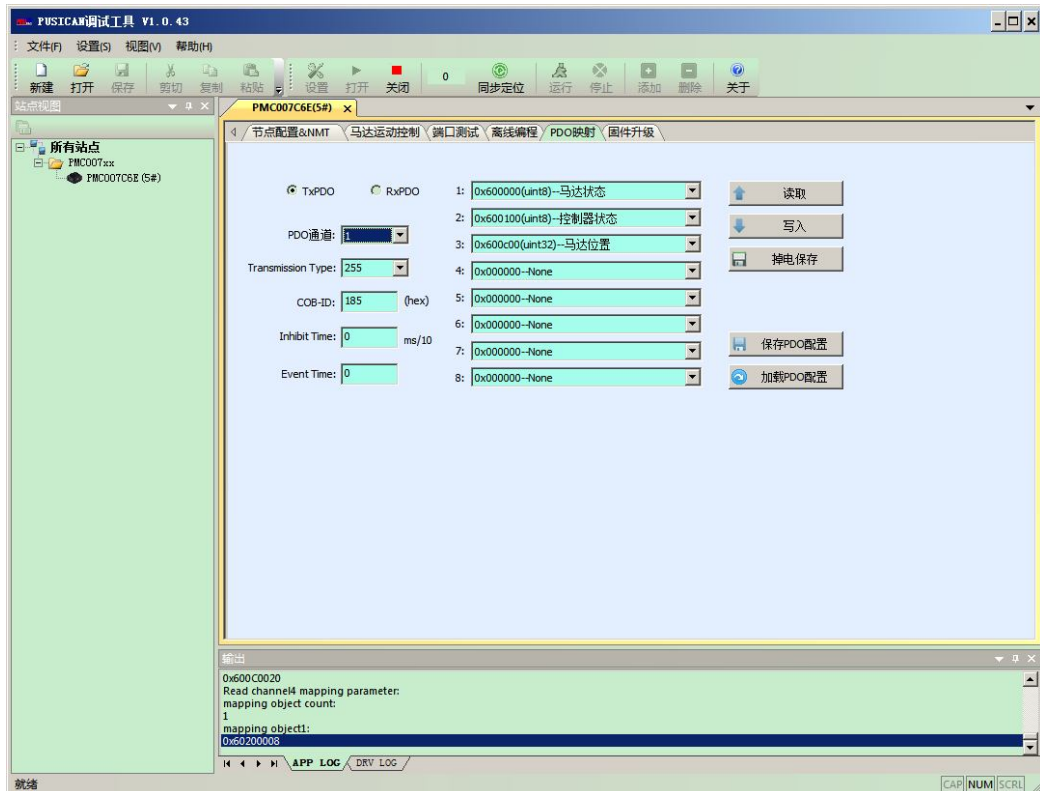 PUSICAN调试工具 V1.0.43
文件(F) 设置(S) 视图(V) 帮助(H)
新建 打开 保存 剪切 复制 粘贴 设置 打开 关闭 0 同步定位 运行 停止 添加 删除 关于
站点视图
PMC007C6E(5#)
所有站点
PMC007xx
PMC007C6E (5#)
节点配置&NMT 马达运动控制 端口测试 离线编程 PDO映射 固件升级
TxPDO RxPDO
PDO通道: 1
Transmission Type: 255
COB-ID: 185 (hex)
Inhibit Time: 0 ms/10
Event Time: 0
1: 0x600000(uint8)--马达状态
2: 0x600100(uint8)--控制器状态
3: 0x600c00(uint32)--马达位置
4: 0x000000--None
5: 0x000000--None
6: 0x000000--None
7: 0x000000--None
8: 0x000000--None
读取
写入
掉电保存
保存PDO配置
加载PDO配置
输出
0x600C0020
Read channel4 mapping parameter:
mapping object count:
1
mapping object1:
0x60200008
APP LOG DRV LOG
就绪
CAP NUM SCRL